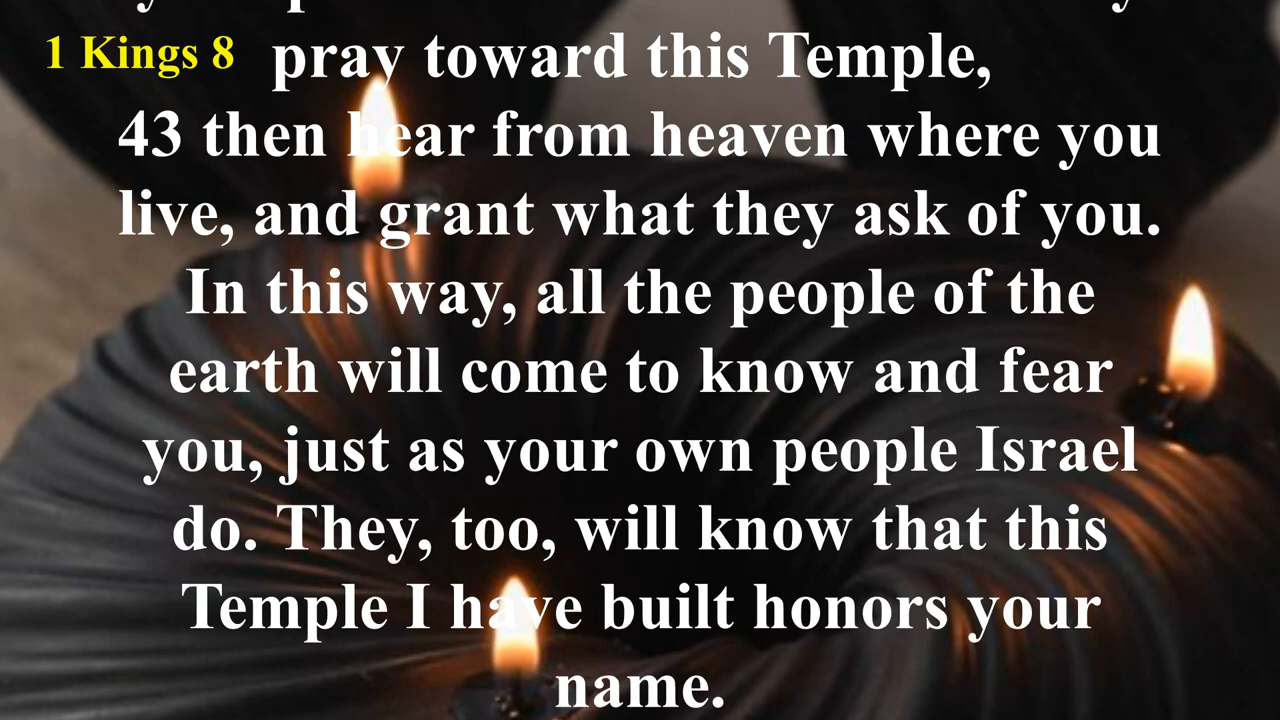 1 Kings 8
pray toward this Temple,
43 then hear from heaven where you
live, and grant what they ask of you.
In this way, all the people of the
earth will come to know and fear
you, just as your own people Israel
do. They, too, will know that this
Temple I have built honors your
name.